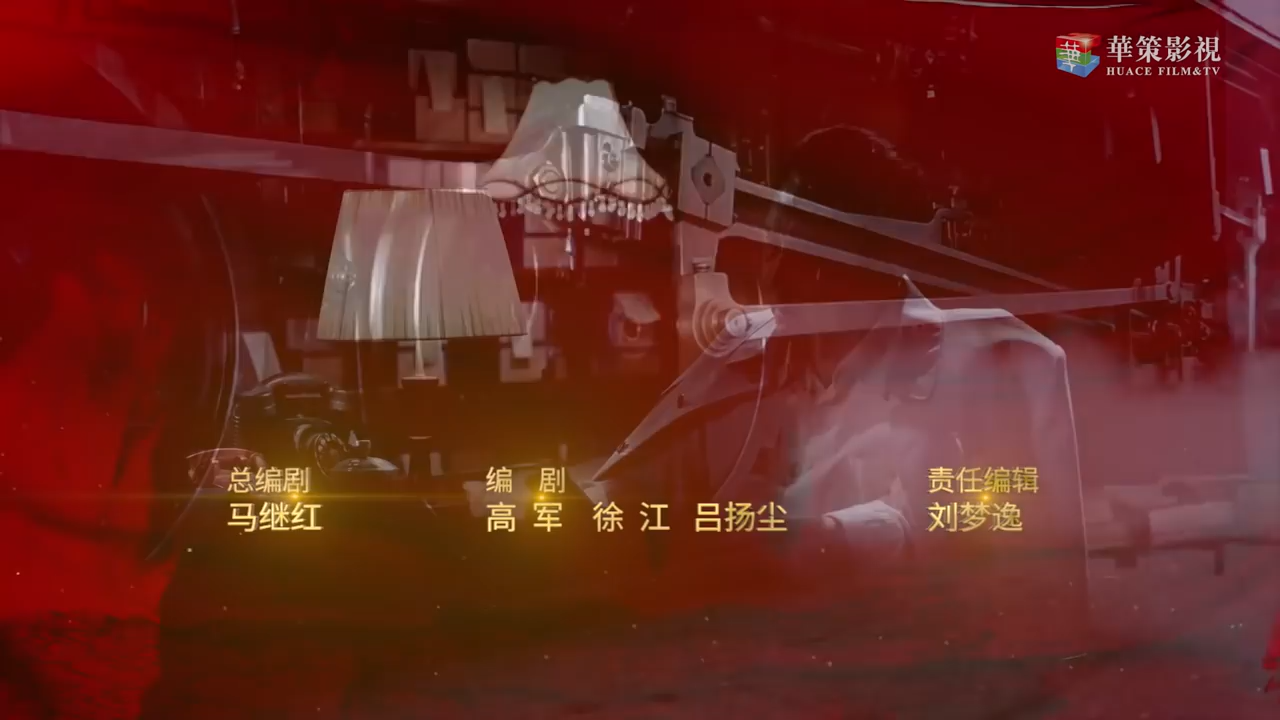 華策影視
HUACE FILM&TV
总编剧
马继红
编 剧
高 军 徐 江 吕扬尘
责任编辑
刘梦逸